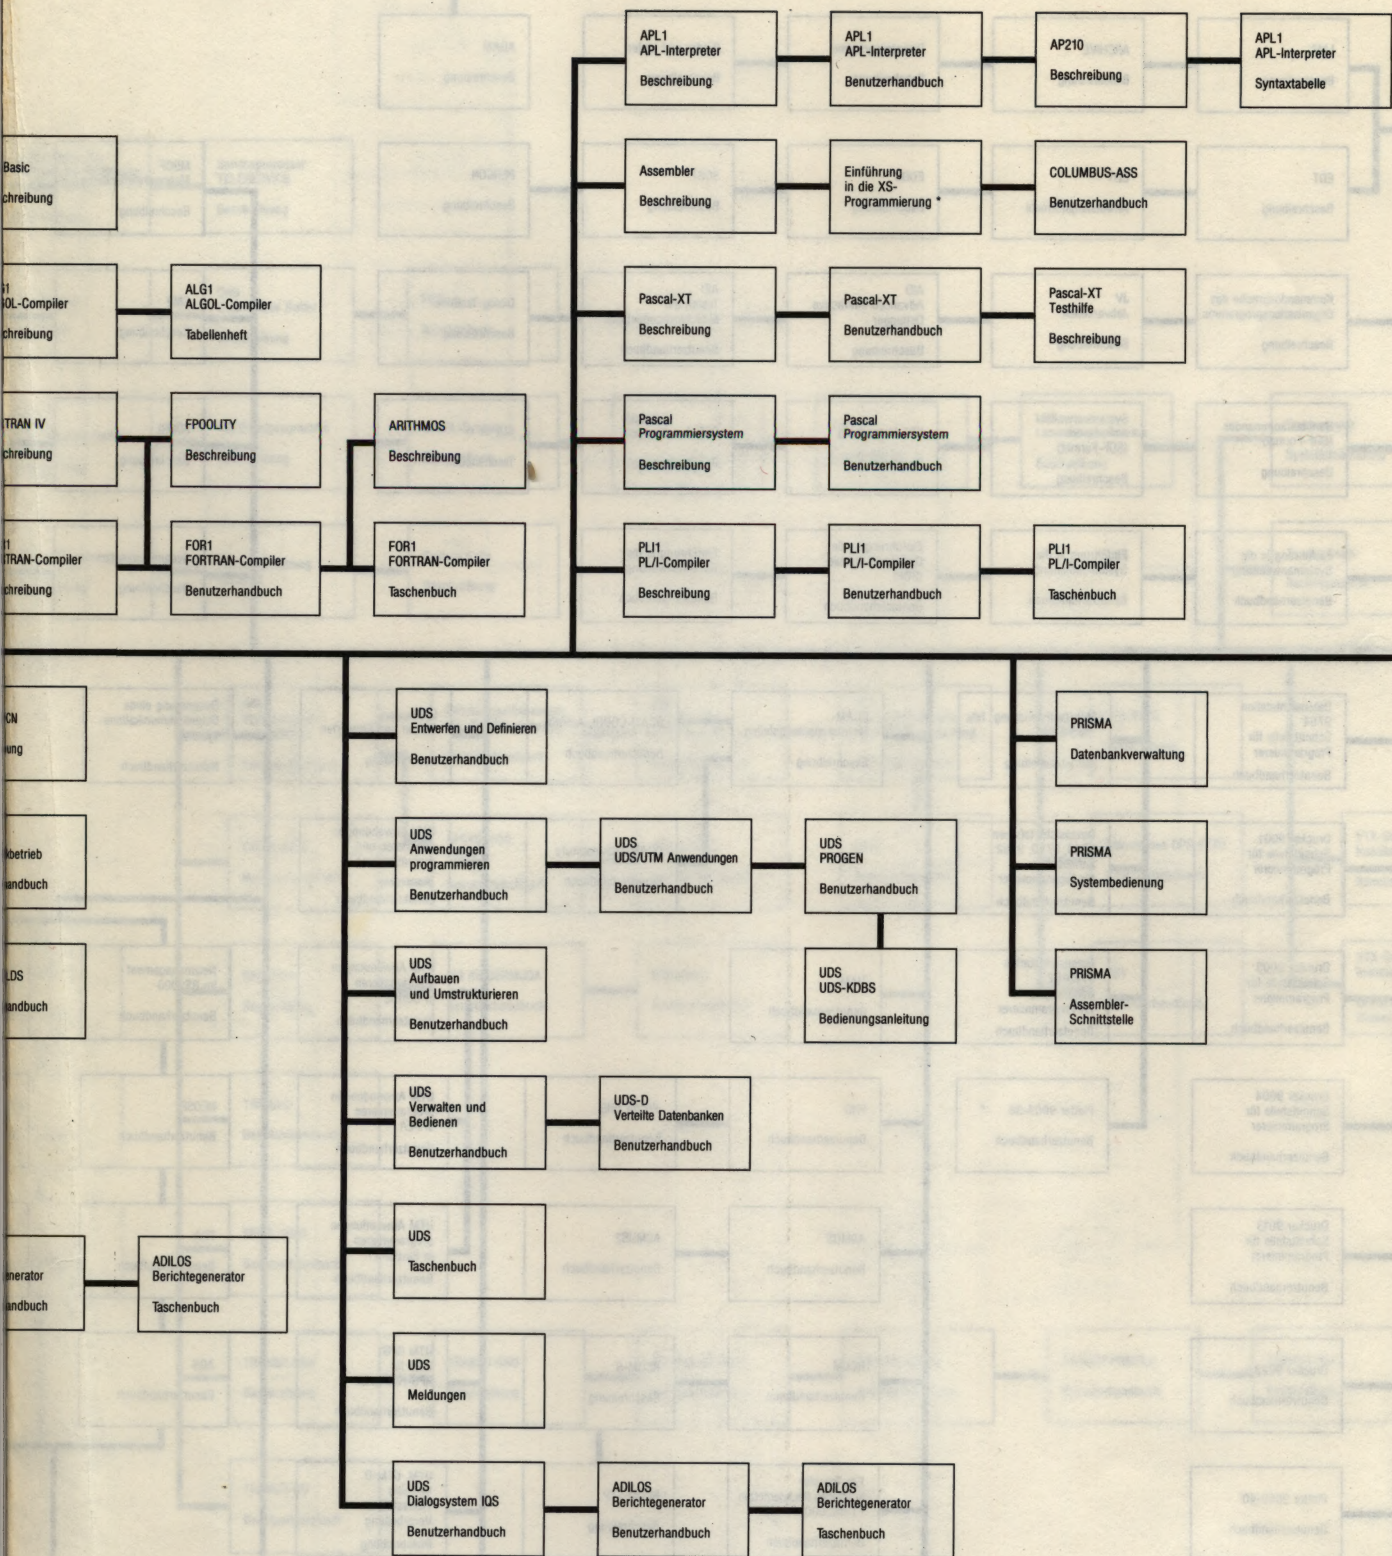 APL1
APL-Interpreter
Beschreibung
APL1
APL-Interpreter
Benutzerhandbuch
AP210
Beschreibung
APL1
APL-Interpreter
Syntaxtabelle
Basic
chreibung
Assembler
Beschreibung
Einführung
in die XS-
Programmierung *
COLUMBUS-ASS
Benutzerhandbuch
OL-Compiler
chreibung
ALG1
ALGOL-Compiler
Tabellenheft
Pascal-XT
Beschreibung
Pascal-XT
Benutzerhandbuch
Pascal-XT
Testhilfe
Beschreibung
TRAN IV
chreibung
FPOOLITY
Beschreibung
ARITHMOS
Beschreibung
Pascal
Programmiersystem
Beschreibung
Pascal
Programmiersystem
Benutzerhandbuch
TRAN-Compiler
chreibung
FOR1
FORTRAN-Compiler
Benutzerhandbuch
FOR1
FORTRAN-Compiler
Taschenbuch
PLI1
PL/I-Compiler
Beschreibung
PLI1
PL/I-Compiler
Benutzerhandbuch
PLI1
PL/I-Compiler
Taschenbuch
CN
ung
UDS
Entwerfen und Definieren
Benutzerhandbuch
PRISMA
Datenbankverwaltung
kbetrieb
andbuch
UDS
Anwendungen
programmieren
Benutzerhandbuch
UDS
UDS/UTM Anwendungen
Benutzerhandbuch
UDS
PROGEN
Benutzerhandbuch
PRISMA
Systembedienung
LDS
andbuch
UDS
Aufbauen
und Umstrukturieren
Benutzerhandbuch
UDS
UDS-KDBS
Bedienungsanleitung
PRISMA
Assembler-
Schnittstelle
UDS
Verwalten und
Bedienen
Benutzerhandbuch
UDS-D
Verteilte Datenbanken
Benutzerhandbuch
enerator
andbuch
ADILOS
Berichtegenerator
Taschenbuch
UDS
Taschenbuch
UDS
Meldungen
UDS
Dialogsystem IQS
Benutzerhandbuch
ADILOS
Berichtegenerator
Benutzerhandbuch
ADILOS
Berichtegenerator
Taschenbuch